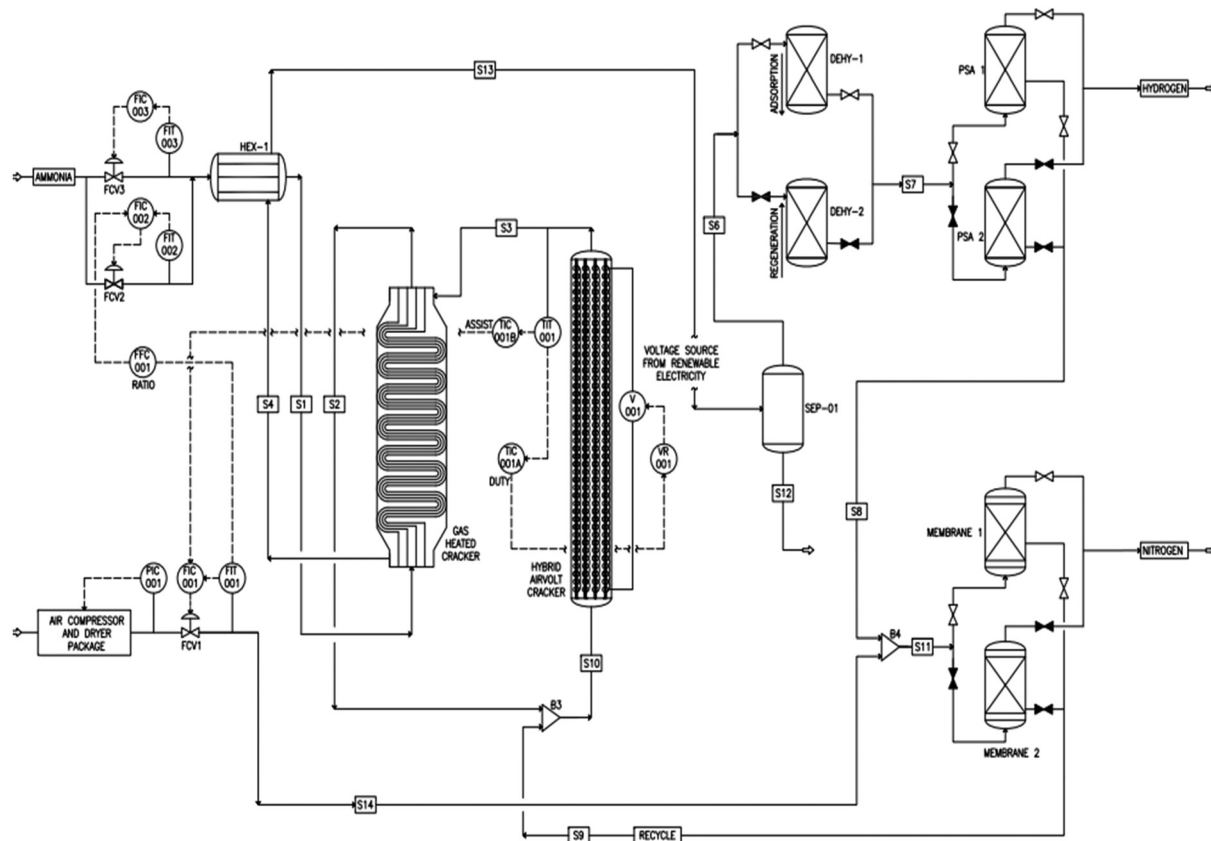 S13
DEHY-1
ADSORPTION
PSA 1
HYDROGEN
FIC
003
FIT
003
HEX-1
AMMONIA
FCV3
FIC
002
FIT
002
FCV2
S6
S7
DEHY-2
REGENERATION
PSA 2
S3
ASSIST
TIC
001B
TIT
001
FFC
001
RATIO
VOLTAGE SOURCE
FROM RENEWABLE
ELECTRICITY
S4
S1
S2
V
001
SEP-01
TIC
001A
DUTY
VR
001
S12
S8
MEMBRANE 1
NITROGEN
GAS
HEATED
CRACKER
HYBRID
AIRVOLT
CRACKER
PIC
001
FIC
001
FIT
001
AIR COMPRESSOR
AND DRYER
PACKAGE
FCV1
S10
B4
S11
B3
MEMBRANE 2
S14
S9
RECYCLE